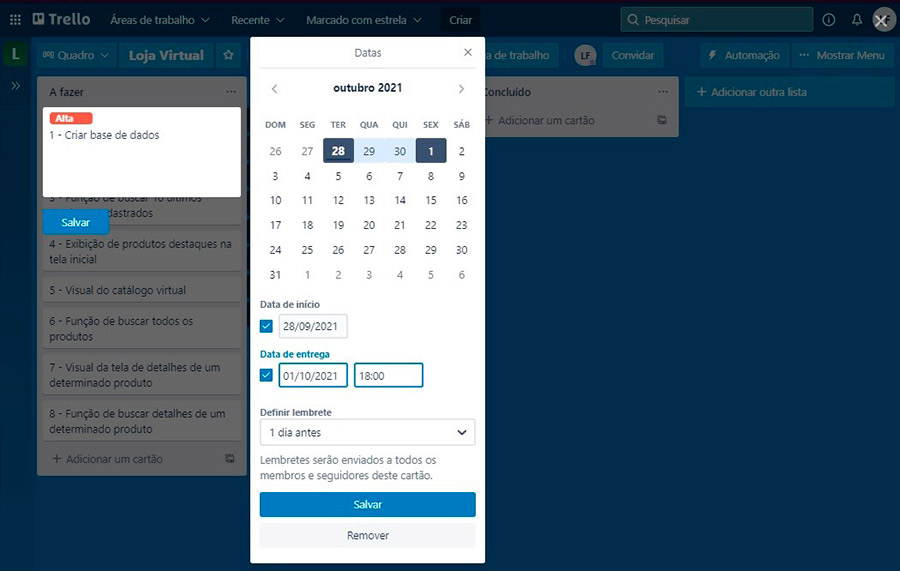 Trello Áreas de trabalho Recente Marcado com estrela Criar Pesquisar
L Quadro Loja Virtual a de trabalho LF Convidar Automação Mostrar Menu
A fazer
Alta
1 - Criar base de dados
3 - Função de buscar 10 últimos
adastrados
Salvar
4 - Exibição de produtos destaques na
tela inicial
5 - Visual do catálogo virtual
6 - Função de buscar todos os
produtos
7 - Visual da tela de detalhes de um
determinado produto
8 - Função de buscar detalhes de um
determinado produto
+ Adicionar um cartão
Datas
outubro 2021
DOM SEG TER QUA QUI SEX SÁB
26 27 28 29 30 1 2
3 4 5 6 7 8 9
10 11 12 13 14 15 16
17 18 19 20 21 22 23
24 25 26 27 28 29 30
31 1 2 3 4 5 6
Data de início
28/09/2021
Data de entrega
01/10/2021 18:00
Definir lembrete
1 dia antes
Lembretes serão enviados a todos os
membros e seguidores deste cartão.
Salvar
Remover
Concluído
+ Adicionar um cartão
+ Adicionar outra lista